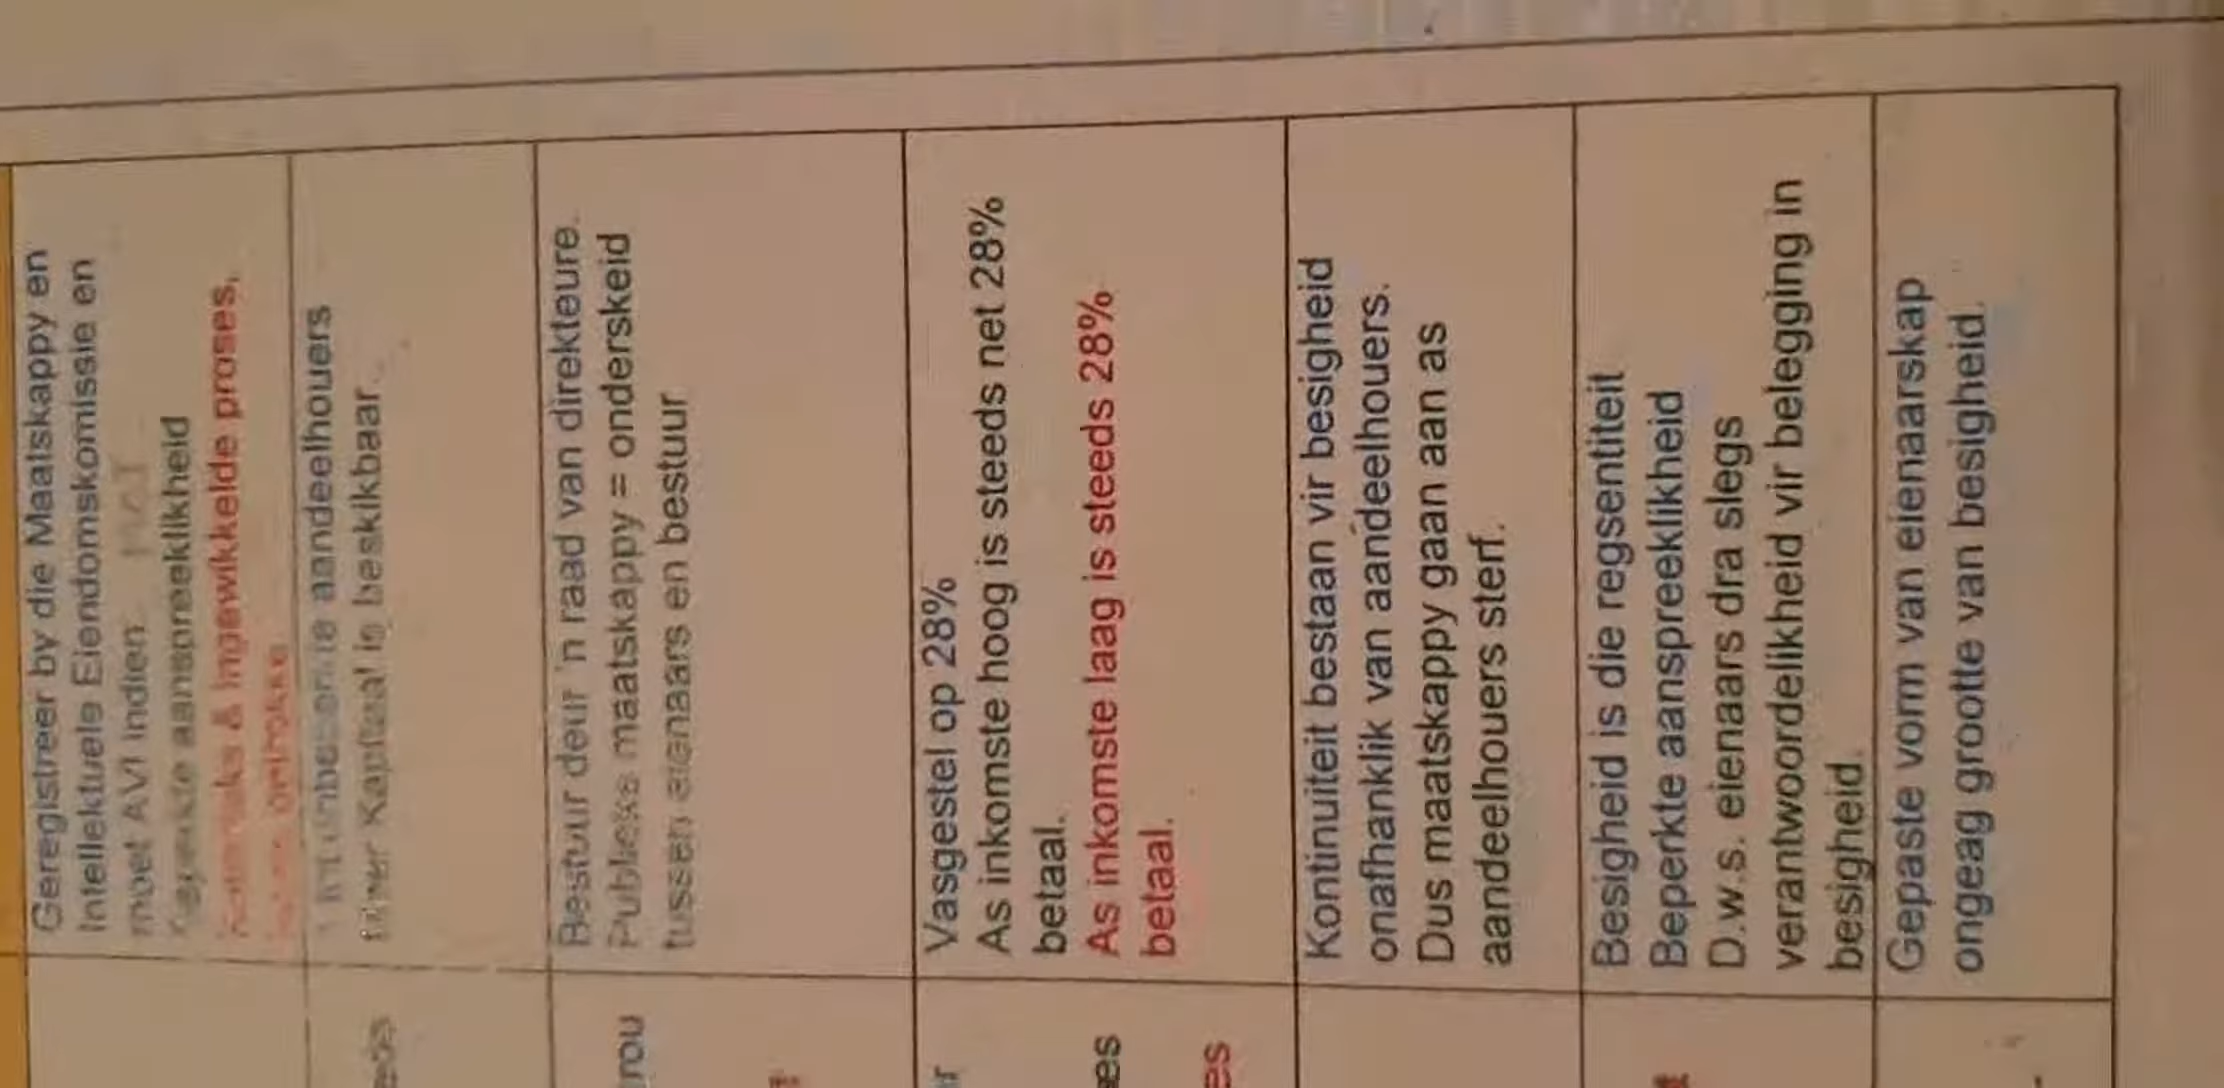 Geregistreer by die Maatskappy en
Intellektuele Eiendomskomissie en
moet AVI indien.
aanspreeklikheid
& ingewikkelde proses,
aandeelhouers
Kapitaal is beskikbaar.
Bestuur deur 'n raad van direkteure.
Publieke maatskappy = onderskeid
tussen eienaars en bestuur
Vasgestel op 28%
As inkomste hoog is steeds net 28%
betaal.
As inkomste laag is steeds 28%
betaal.
Kontinuiteit bestaan vir besigheid
onafhanklik van aandeelhouers.
Dus maatskappy gaan aan as
aandeelhouers sterf.
Besigheid is die regsentiteit
Beperkte aanspreeklikheid
D.w.s. eienaars dra slegs
verantwoordelikheid vir belegging in
besigheid.
Gepaste vorm van eienaarskap
ongeag grootte van besigheid.